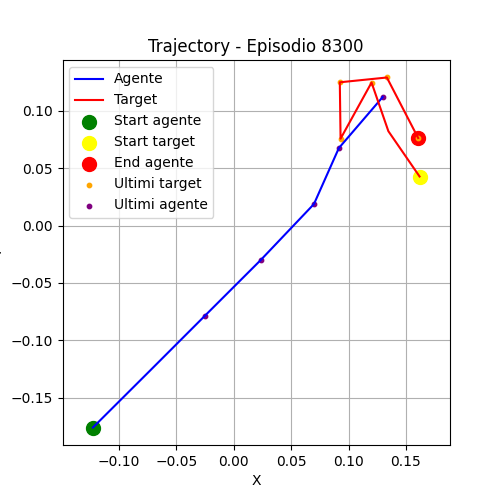 Trajectory - Episodio 8300
Agente
Target
Start agente
Start target
End agente
Ultimi target
Ultimi agente
0.10
0.05
0.00
−0.05
−0.10
−0.15
−0.10
−0.05
0.00
0.05
0.10
0.15
X